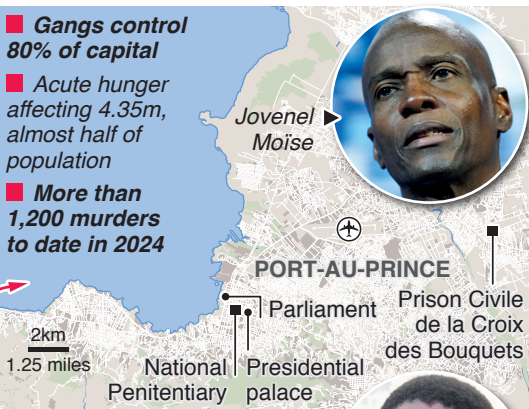 Gangs control
80% of capital
Acute hunger
affecting 4.35m,
almost half of
population
More than
1,200 murders
to date in 2024
Jovenel
Moïse
PORT-AU-PRINCE
Parliament
Prison Civile
de la Croix
des Bouquets
2km
1.25 miles
National
Penitentiary
Presidential
palace